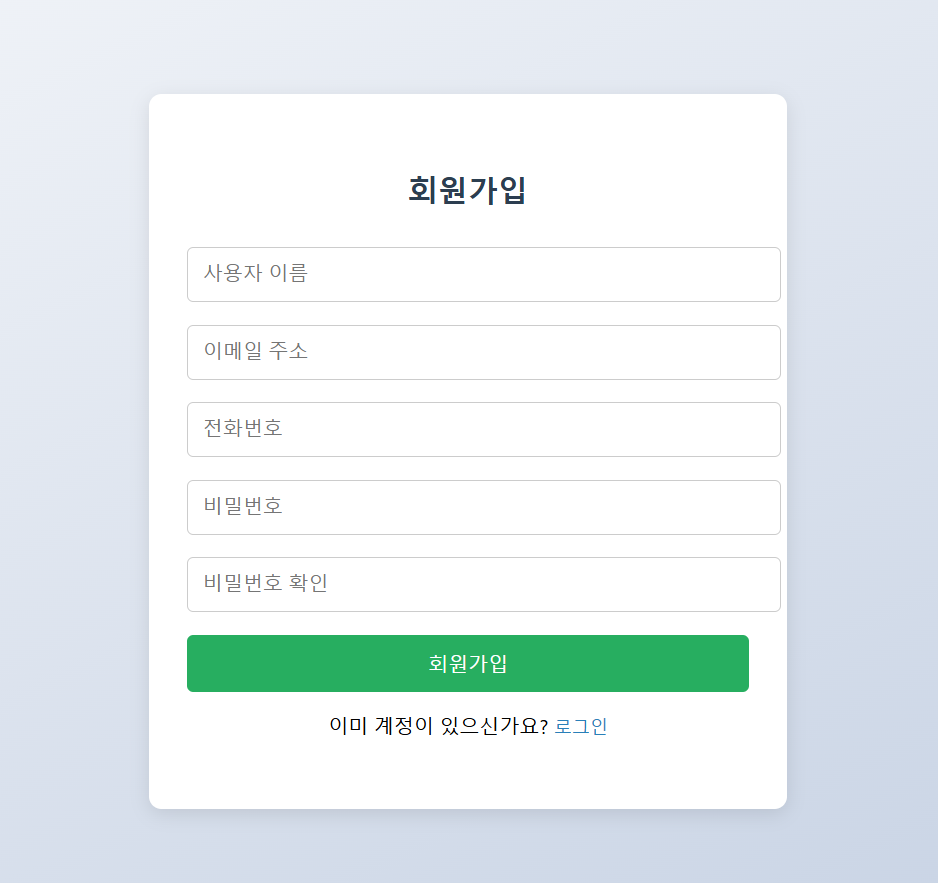 회원가입
사용자 이름
이메일 주소
전화번호
비밀번호
비밀번호 확인
회원가입
이미 계정이 있으신가요? 로그인